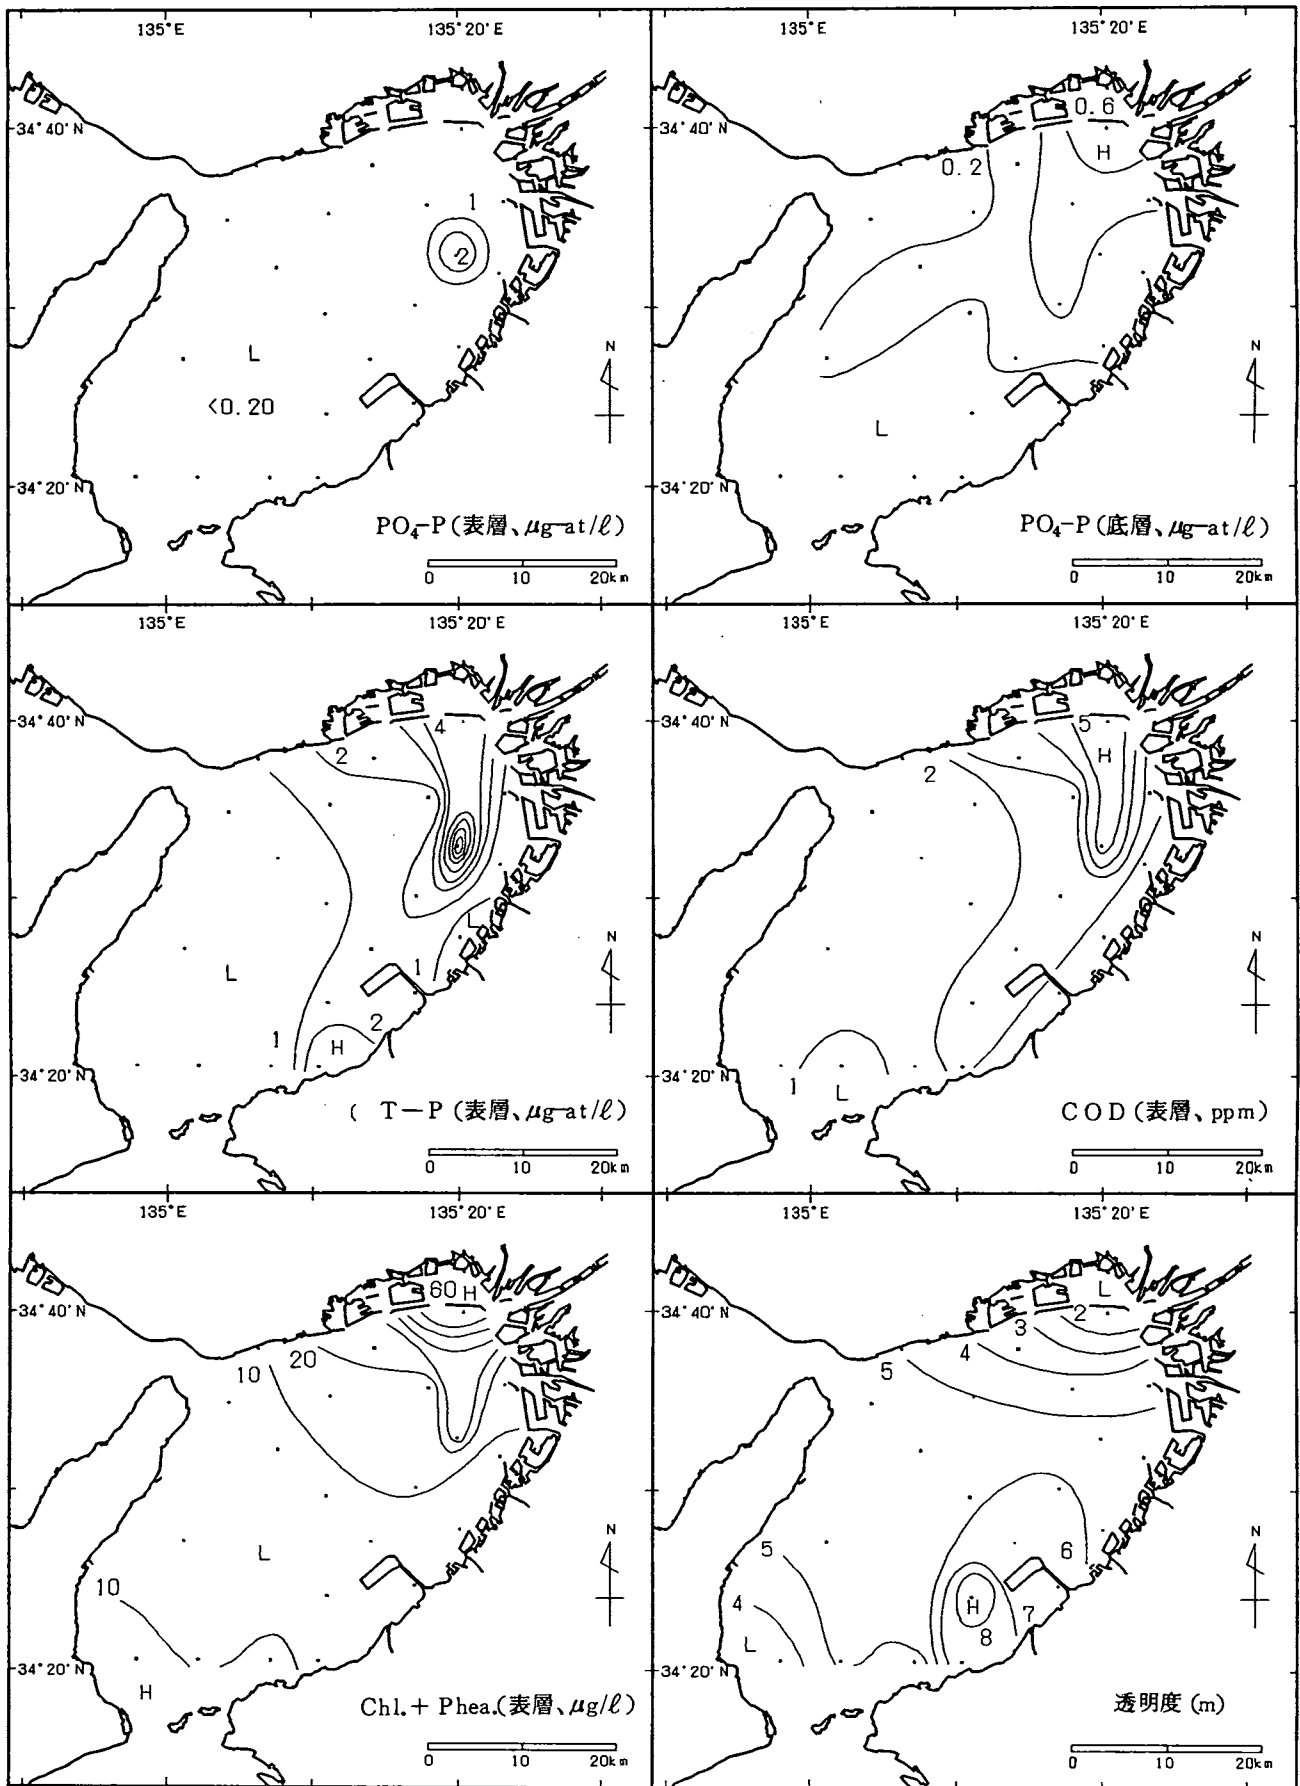 135°E 135°20'E
34°40'N
1
2
L
<0.20
N
34°20'N
PO₄-P (表層、μg-at/ℓ)
0 10 20km
135°E 135°20'E
0.6
34°40'N
H
0.2
N
L
34°20'N
PO₄-P (底層、μg-at/ℓ)
0 10 20km
135°E 135°20'E
34°40'N
4
2
L
N
L
1
2
1
H
34°20'N
( T-P (表層、μg-at/ℓ)
0 10 20km
135°E 135°20'E
34°40'N
5
H
2
N
1
L
34°20'N
COD (表層、ppm)
0 10 20km
135°E 135°20'E
60 H
34°40'N
20
10
L
N
10
34°20'N
H
Chl.+ Phea.(表層、μg/ℓ)
0 10 20km
135°E 135°20'E
L
34°40'N
2
3
4
5
N
5
6
4
H
7
L
8
34°20'N
透明度 (m)
0 10 20km